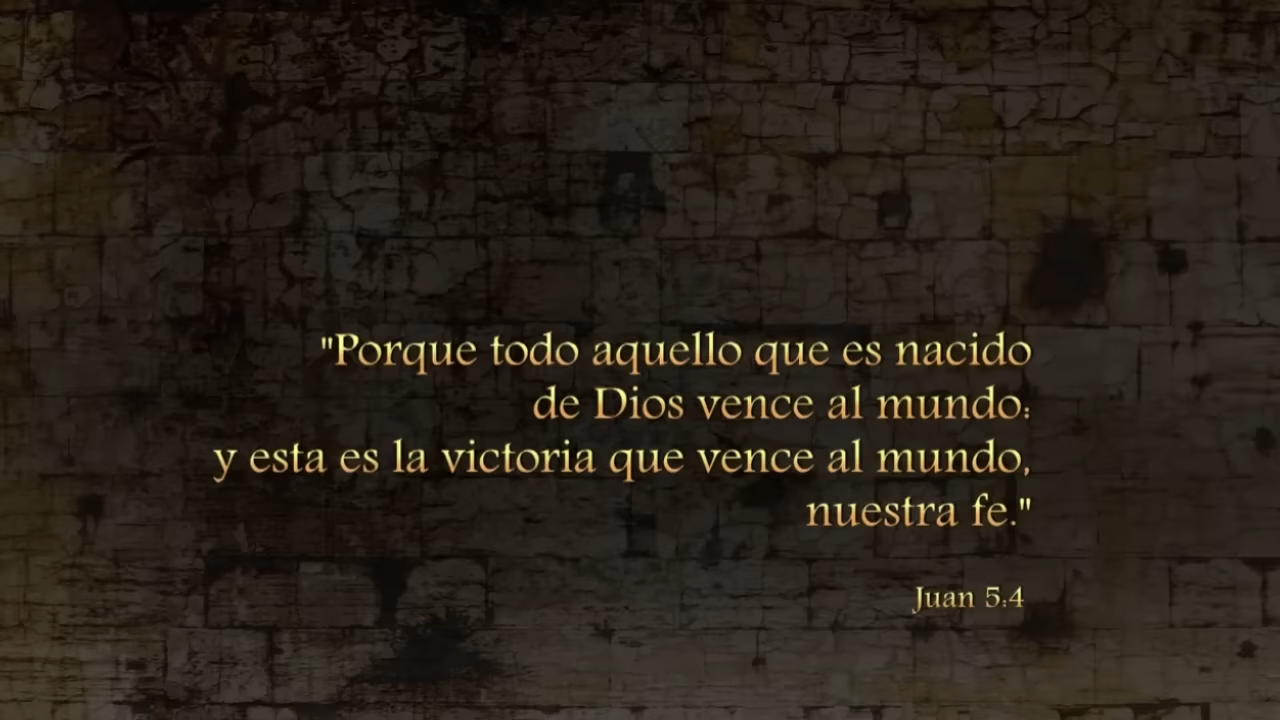 "Porque todo aquello que es nacido
de Dios vence al mundo:
y esta es la victoria que vence al mundo,
nuestra fe."
Juan 5:4